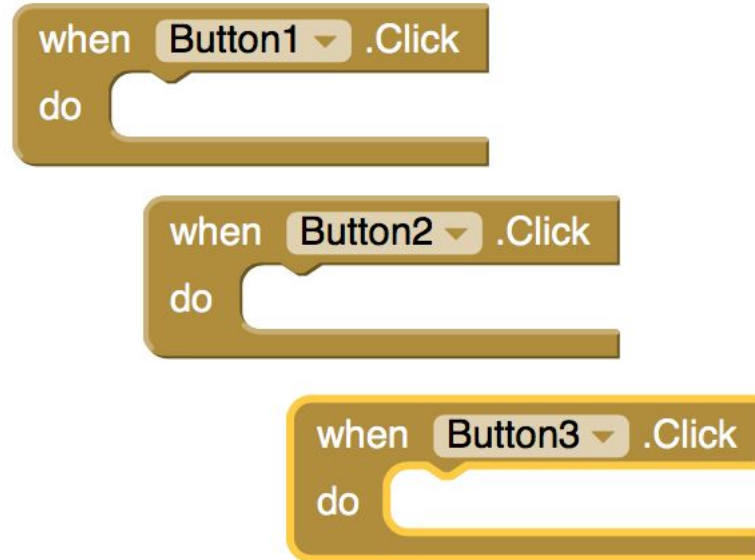 when Button1 .Click
do
when Button2 .Click
do
when Button3 .Click
do